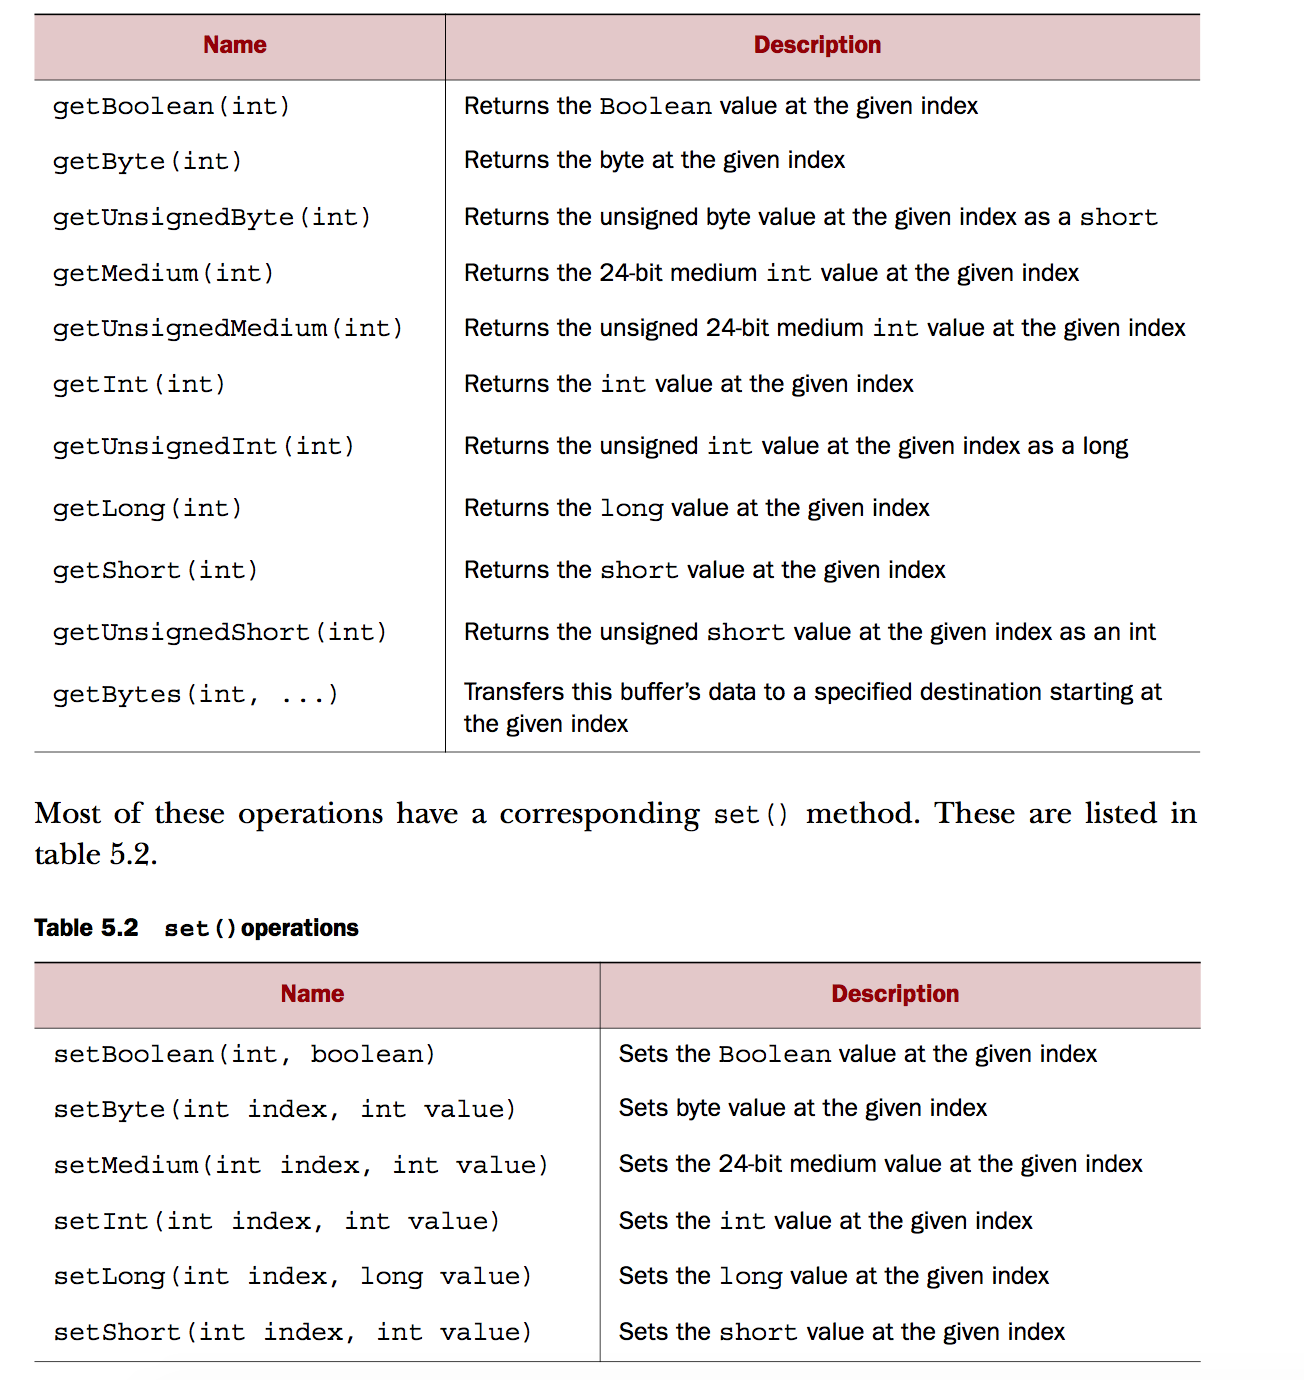 Name Description
getBoolean(int) Returns the Boolean value at the given index
getByte(int) Returns the byte at the given index
getUnsignedByte(int) Returns the unsigned byte value at the given index as a short
getMedium(int) Returns the 24-bit medium int value at the given index
getUnsignedMedium(int) Returns the unsigned 24-bit medium int value at the given index
getInt(int) Returns the int value at the given index
getUnsignedInt(int) Returns the unsigned int value at the given index as a long
getLong(int) Returns the long value at the given index
getShort(int) Returns the short value at the given index
getUnsignedShort(int) Returns the unsigned short value at the given index as an int
getBytes(int, ...) Transfers this buffer's data to a specified destination starting at
the given index
Most of these operations have a corresponding set() method. These are listed in
table 5.2.
Table 5.2 set() operations
Name Description
setBoolean(int, boolean) Sets the Boolean value at the given index
setByte(int index, int value) Sets byte value at the given index
setMedium(int index, int value) Sets the 24-bit medium value at the given index
setInt(int index, int value) Sets the int value at the given index
setLong(int index, long value) Sets the long value at the given index
setShort(int index, int value) Sets the short value at the given index